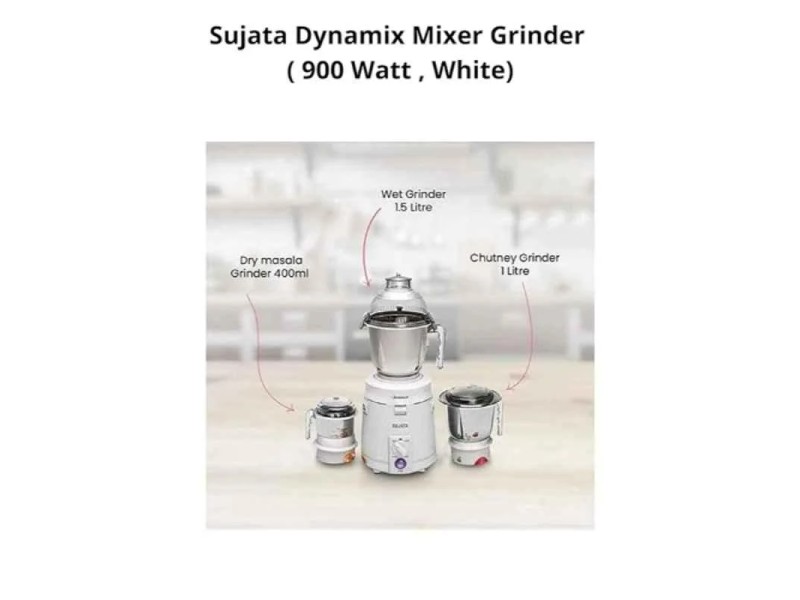 Sujata Dynamix Mixer Grinder
( 900 Watt , White)
Wet Grinder
1.5 Litre
Dry masala
Grinder 400ml
Chutney Grinder
1 Litre
SUJATA